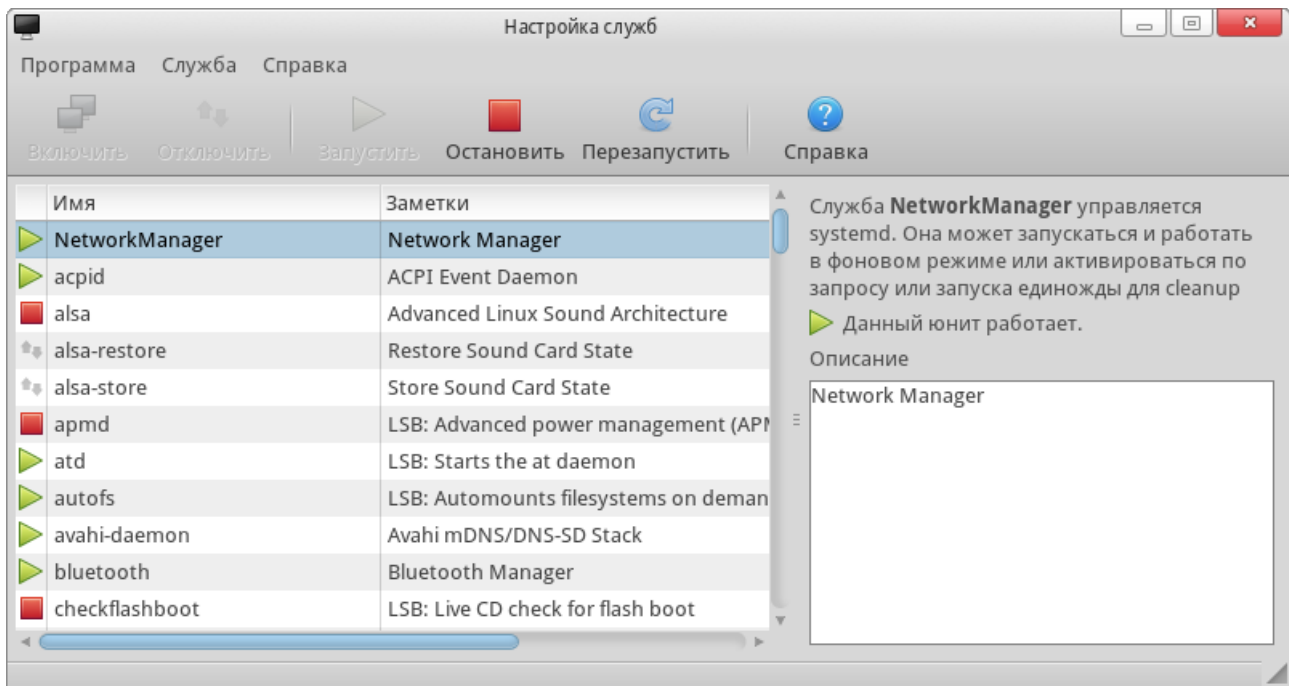 Настройка служб
Программа Служба Справка
Включить Отключить Запустить Остановить Перезапустить Справка
Имя Заметки
NetworkManager Network Manager
acpid ACPI Event Daemon
alsa Advanced Linux Sound Architecture
alsa-restore Restore Sound Card State
alsa-store Store Sound Card State
apmd LSB: Advanced power management (APM
atd LSB: Starts the at daemon
autofs LSB: Automounts filesystems on deman
avahi-daemon Avahi mDNS/DNS-SD Stack
bluetooth Bluetooth Manager
checkflashboot LSB: Live CD check for flash boot
Служба NetworkManager управляется
systemd. Она может запускаться и работать
в фоновом режиме или активироваться по
запросу или запуска единожды для cleanup
Данный юнит работает.
Описание
Network Manager